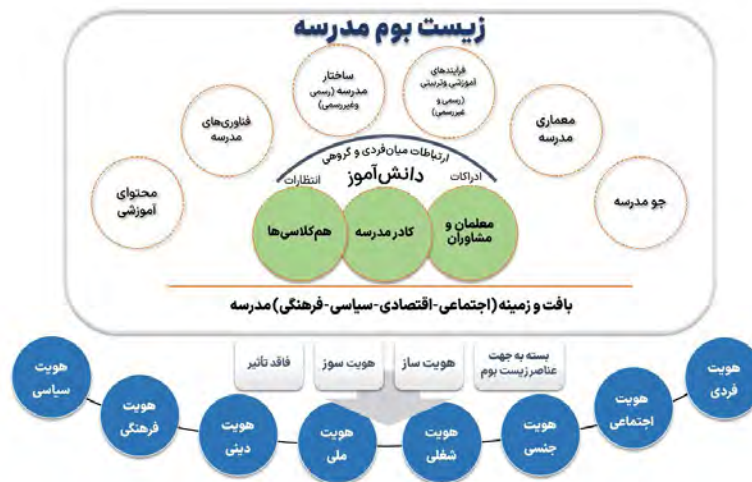 زیست بوم مدرسه
جو مدرسه
معماری
مدرسه
فرآیندهای
آموزشی وتربیتی
(رسمی و
غیررسمی)
ساختار
مدرسه (رسمی
وغیررسمی)
فناوری‌های
مدرسه
محتوای
آموزشی
ارتباطات میان‌فردی و گروهی
ادراکات
دانش‌آموز
انتظارات
معلمان و
مشاوران
کادر مدرسه
هم‌کلاسی‌ها
بافت و زمینه (اجتماعی-اقتصادی-سیاسی-فرهنگی) مدرسه
بسته به جهت
عناصر زیست بوم
هویت ساز
هویت سوز
فاقد تأثیر
هویت
فردی
هویت
اجتماعی
هویت
جنسی
هویت
شغلی
هویت
ملی
هویت
دینی
هویت
فرهنگی
هویت
سیاسی